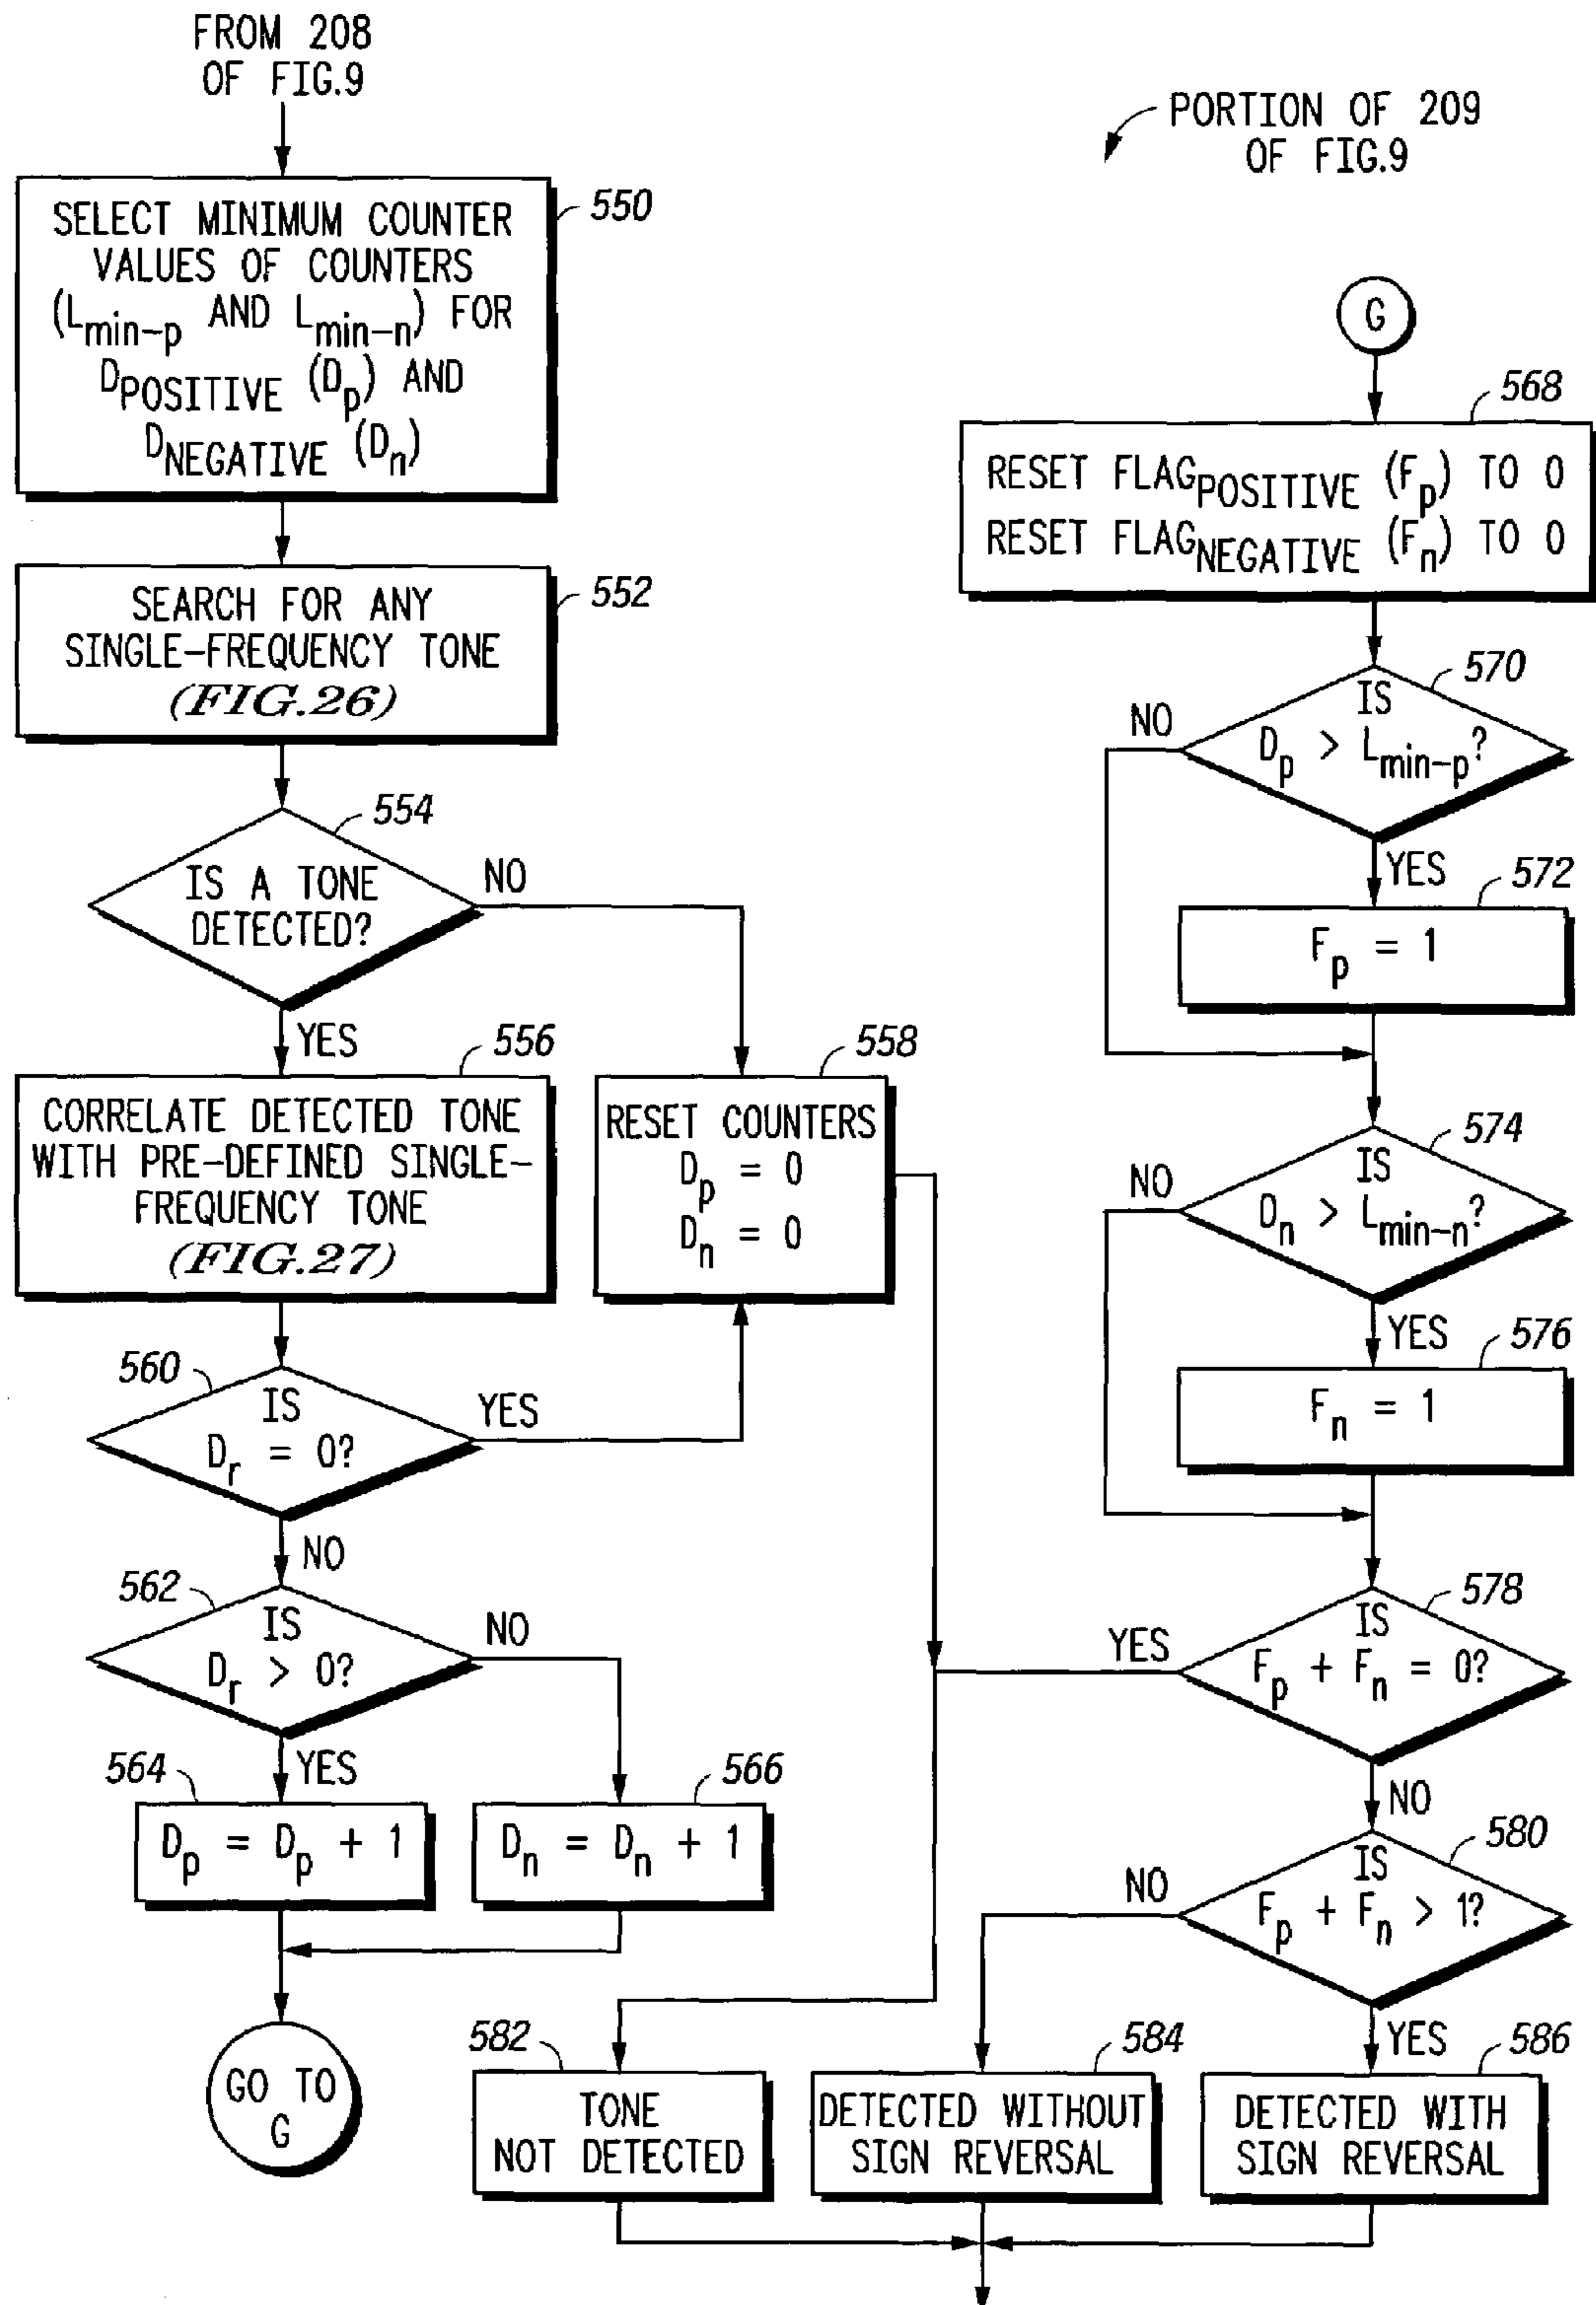 FROM 208
OF FIG.9
SELECT MINIMUM COUNTER
VALUES OF COUNTERS
(Lmin-p AND Lmin-n) FOR
DPOSITIVE (Dp) AND
DNEGATIVE (Dn)
550
SEARCH FOR ANY
SINGLE-FREQUENCY TONE
(FIG.26)
552
554
IS A TONE
DETECTED?
NO
YES
556
CORRELATE DETECTED TONE
WITH PRE-DEFINED SINGLE-
FREQUENCY TONE
(FIG.27)
558
RESET COUNTERS
Dp = 0
Dn = 0
560
IS
Dr = 0?
YES
NO
562
IS
Dr > 0?
NO
YES
564
Dp = Dp + 1
566
Dn = Dn + 1
GO TO
G
PORTION OF 209
OF FIG.9
G
568
RESET FLAGPOSITIVE (Fp) TO 0
RESET FLAGNEGATIVE (Fn) TO 0
570
IS
Dp > Lmin-p?
NO
YES
572
Fp = 1
574
IS
Dn > Lmin-n?
NO
YES
576
Fn = 1
578
IS
Fp + Fn = 0?
YES
NO
580
IS
Fp + Fn > 1?
NO
YES
582
TONE
NOT DETECTED
584
DETECTED WITHOUT
SIGN REVERSAL
586
DETECTED WITH
SIGN REVERSAL